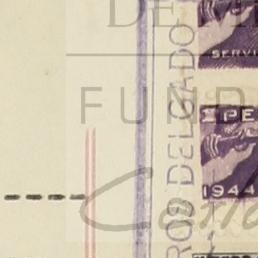 DE M
SERVI
FUND
1 PE
1944
ROD DELGADO